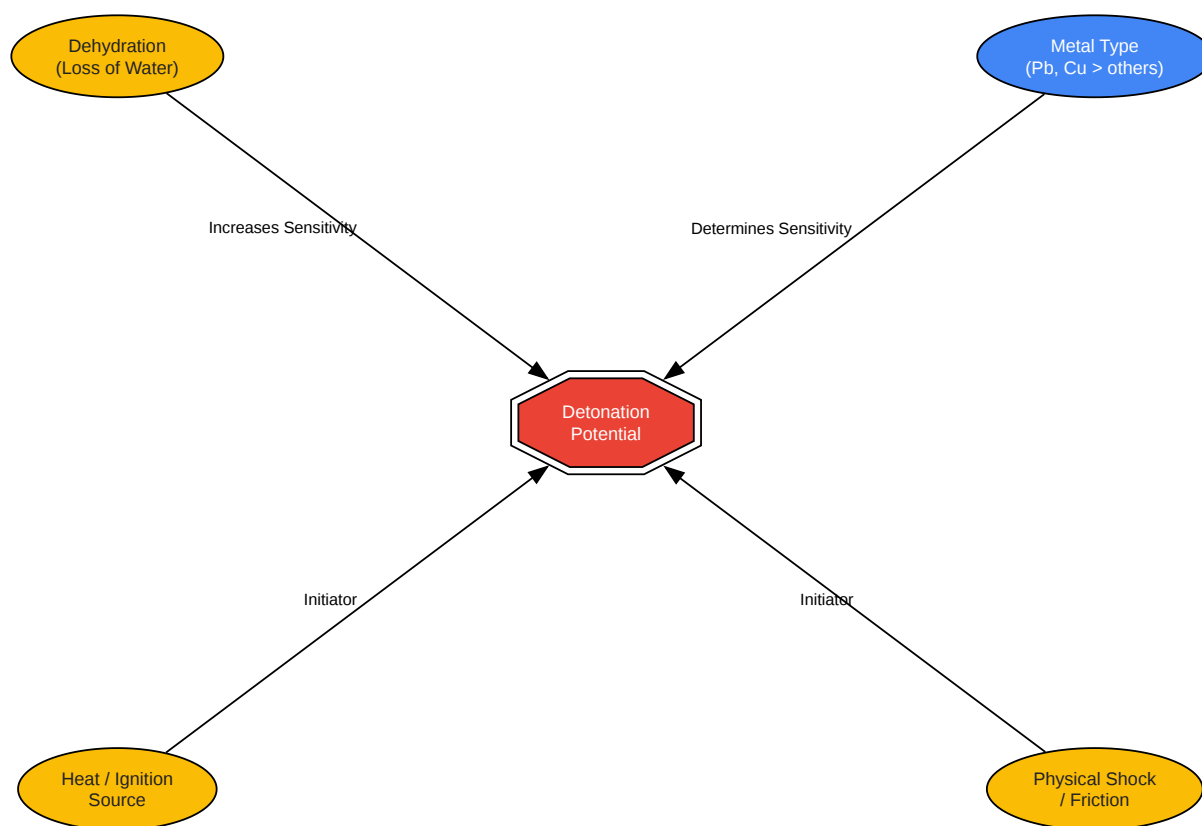 Dehydration
(Loss of Water)
Metal Type
(Pb, Cu > others)
Increases Sensitivity
Determines Sensitivity
Detonation
Potential
Initiator
Initiator
Heat / Ignition
Source
Physical Shock
/ Friction